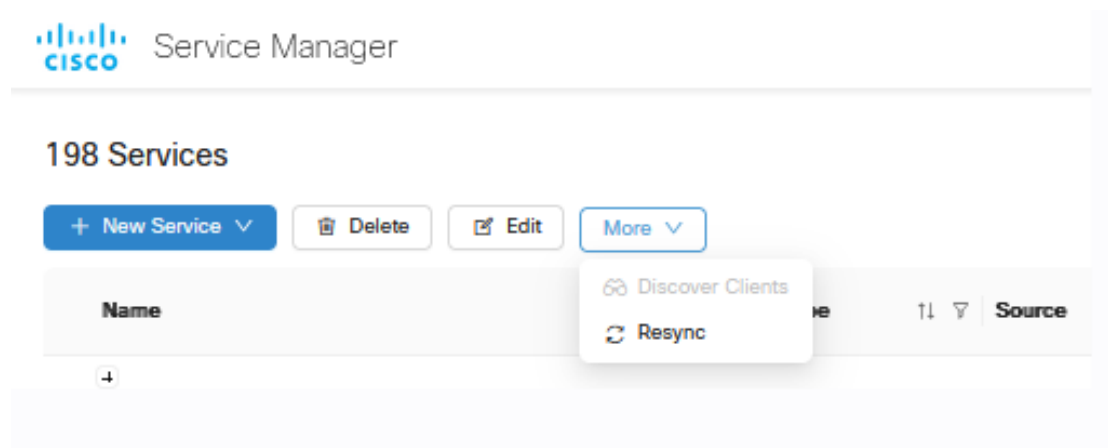 CISCO Service Manager
198 Services
+ New Service Delete Edit More
Discover Clients
Name Source
Resync